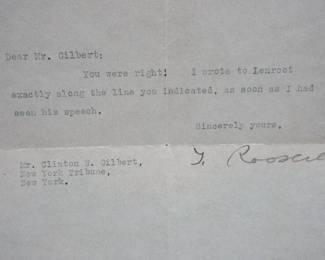 Dear Mr. Gilbert:
You were right! I wrote to Lenroot
exactly along the line you indicated, as soon as I had
seen his speech.
Sincerely yours,
T. Roosevel
Mr. Clinton W. Gilbert,
New York Tribune,
New York.